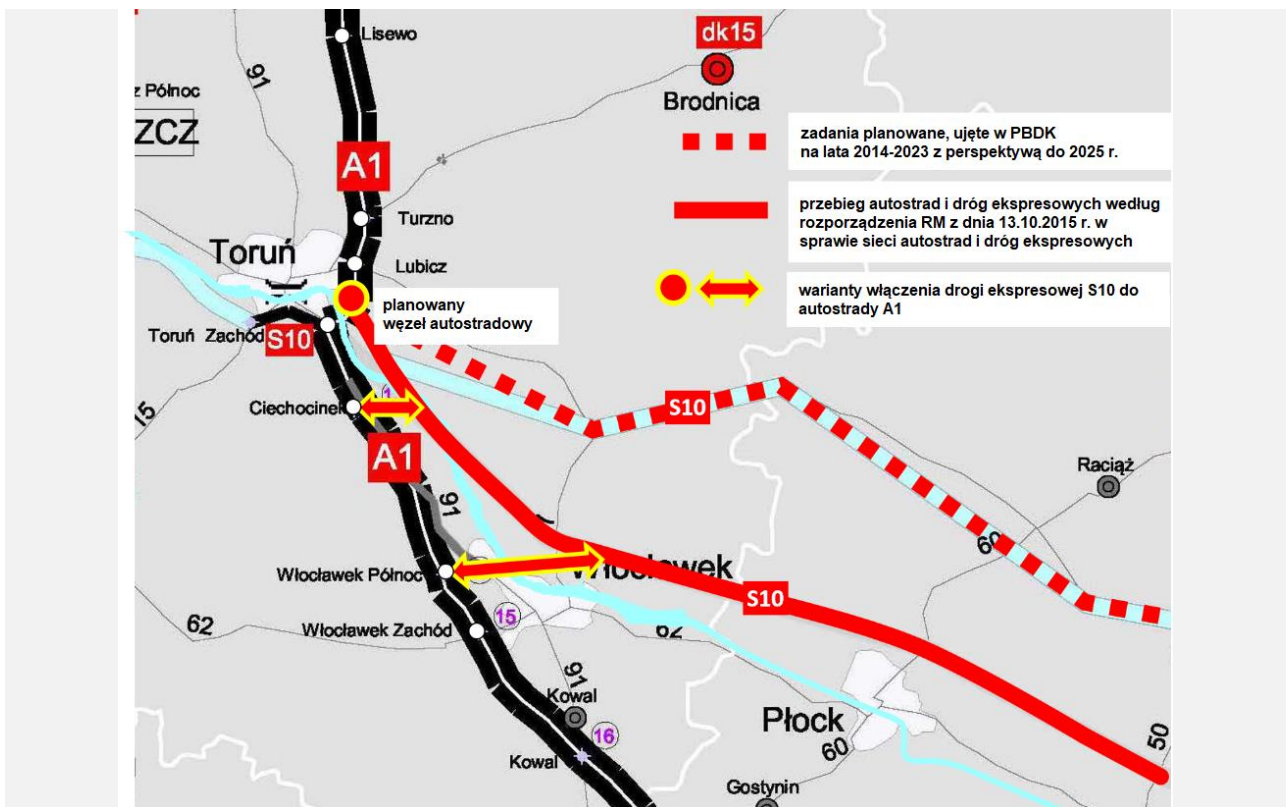 Lisewo
dk15
91
z Północ
ZCZ
Brodnica
zadania planowane, ujęte w PBDK
na lata 2014-2023 z perspektywą do 2025 r.
A1
przebieg autostrad i dróg ekspresowych według
rozporządzenia RM z dnia 13.10.2015 r. w
sprawie sieci autostrad i dróg ekspresowych
Turzno
Toruń
Lubicz
warianty włączenia drogi ekspresowej S10 do
autostrady A1
planowany
węzeł autostradowy
Toruń Zachód
S10
15
Ciechocinek
S10
A1
Raciąż
91
60
Włocławek Północ
Włocławek
S10
15
62
Włocławek Zachód
62
91
Kowal
Płock
16
60
50
Kowal
Gostynin